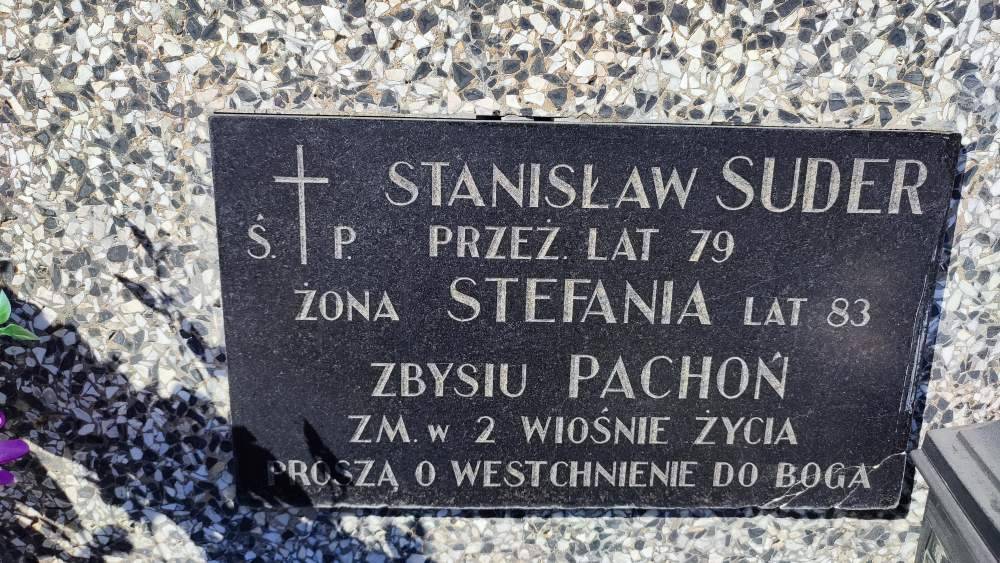 STANISŁAW SUDER
Ś. P. PRZEŻ. LAT 79
ŻONA STEFANIA LAT 83
ZBYSIU PACHOŃ
ZM. w 2 WIOŚNIE ŻYCIA
PROSZĄ O WESTCHNIENIE DO BOGA